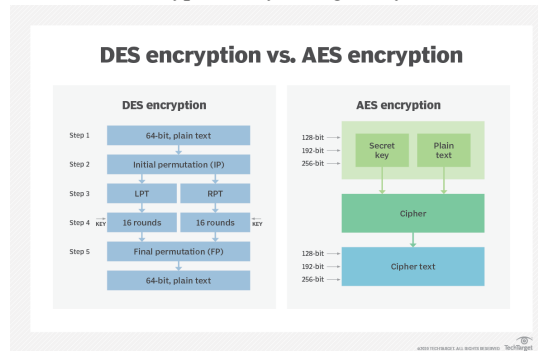 DES encryption vs. AES encryption
DES encryption
Step 1
64-bit, plain text
Step 2
Initial permutation (IP)
Step 3
LPT
RPT
Step 4
KEY
16 rounds
16 rounds
KEY
Step 5
Final permutation (FP)
64-bit, plain text
AES encryption
128-bit
192-bit
256-bit
Secret
key
Plain
text
Cipher
128-bit
192-bit
256-bit
Cipher text
TechTarget